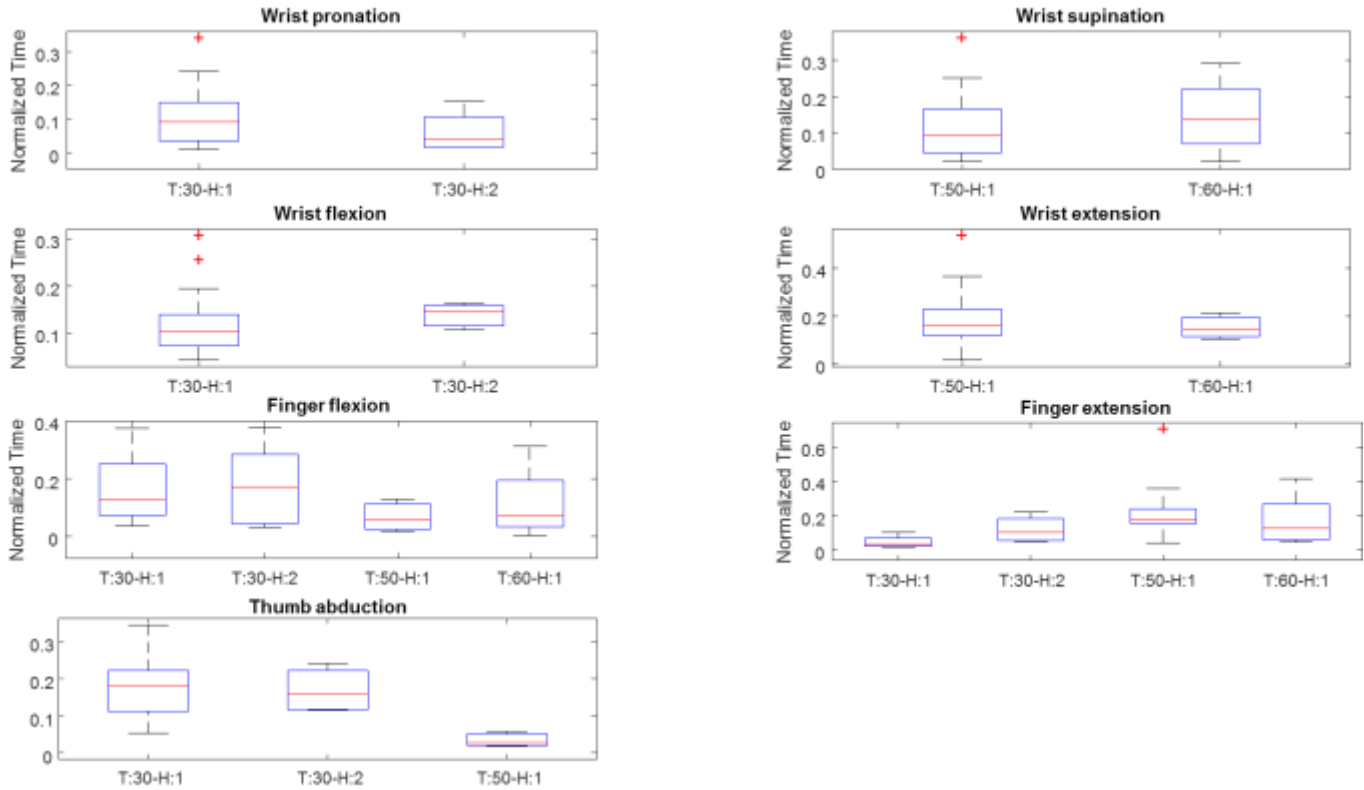 Wrist pronation
Normalized Time
0.3
0.2
0.1
0
T:30-H:1 T:30-H:2
Wrist supination
Normalized Time
0.3
0.2
0.1
0
T:50-H:1 T:60-H:1
Wrist flexion
Normalized Time
0.3
0.2
0.1
T:30-H:1 T:30-H:2
Wrist extension
Normalized Time
0.4
0.2
0
T:50-H:1 T:60-H:1
Finger flexion
Normalized Time
0.4
0.2
0
T:30-H:1 T:30-H:2 T:50-H:1 T:60-H:1
Finger extension
Normalized Time
0.6
0.4
0.2
0
T:30-H:1 T:30-H:2 T:50-H:1 T:60-H:1
Thumb abduction
Normalized Time
0.3
0.2
0.1
0
T:30-H:1 T:30-H:2 T:50-H:1